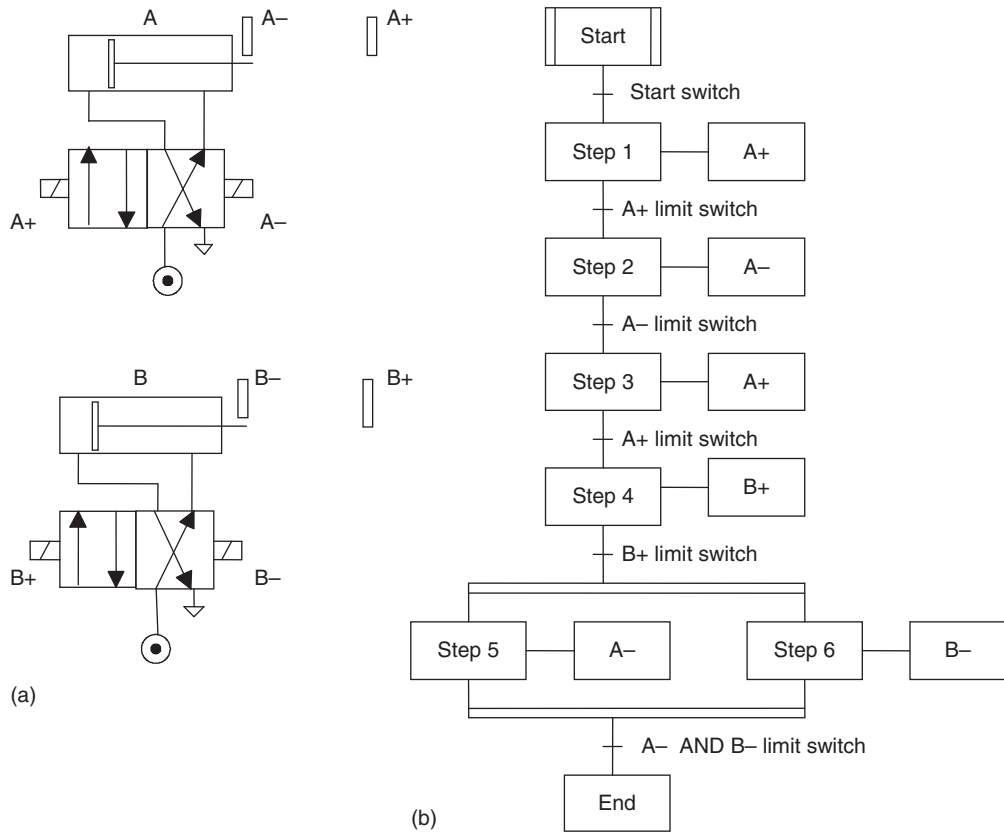 A
A−
A+
A+
A−
B
B−
B+
B+
B−
(a)
Start
Start switch
Step 1
A+
A+ limit switch
Step 2
A−
A− limit switch
Step 3
A+
A+ limit switch
Step 4
B+
B+ limit switch
Step 5
A−
Step 6
B−
A− AND B− limit switch
End
(b)